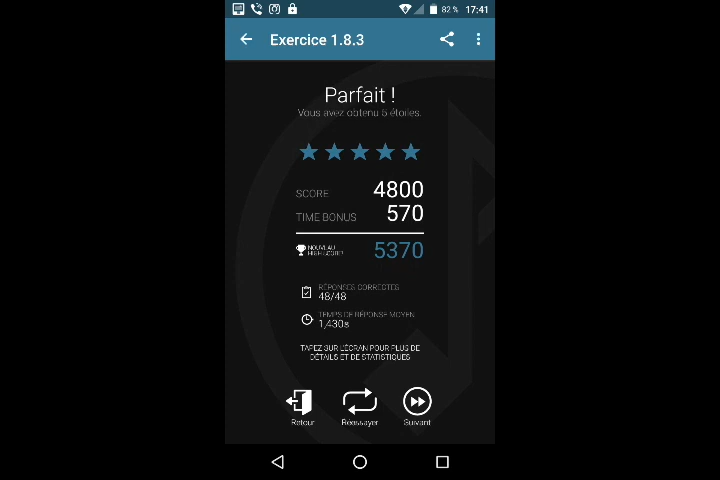 82 % 17:41
Exercice 1.8.3
Parfait !
Vous avez obtenu 5 étoiles.
SCORE 4800
TIME BONUS 570
NOUVEAU
HIGH SCORE! 5370
RÉPONSES CORRECTES
48/48
TEMPS DE RÉPONSE MOYEN
1,430s
TAPEZ SUR L'ÉCRAN POUR PLUS DE
DÉTAILS ET DE STATISTIQUES
Retour Réessayer Suivant